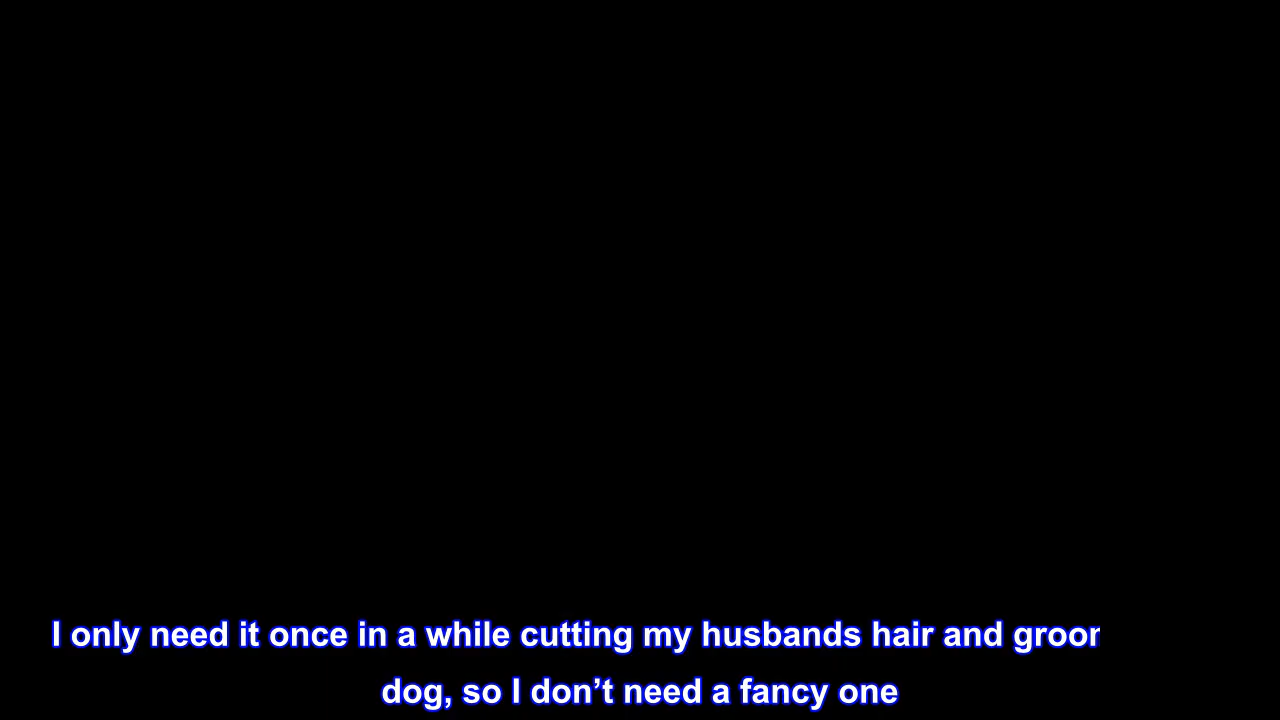 I only need it once in a while cutting my husbands hair and
dog, so I don’t need a fancy one